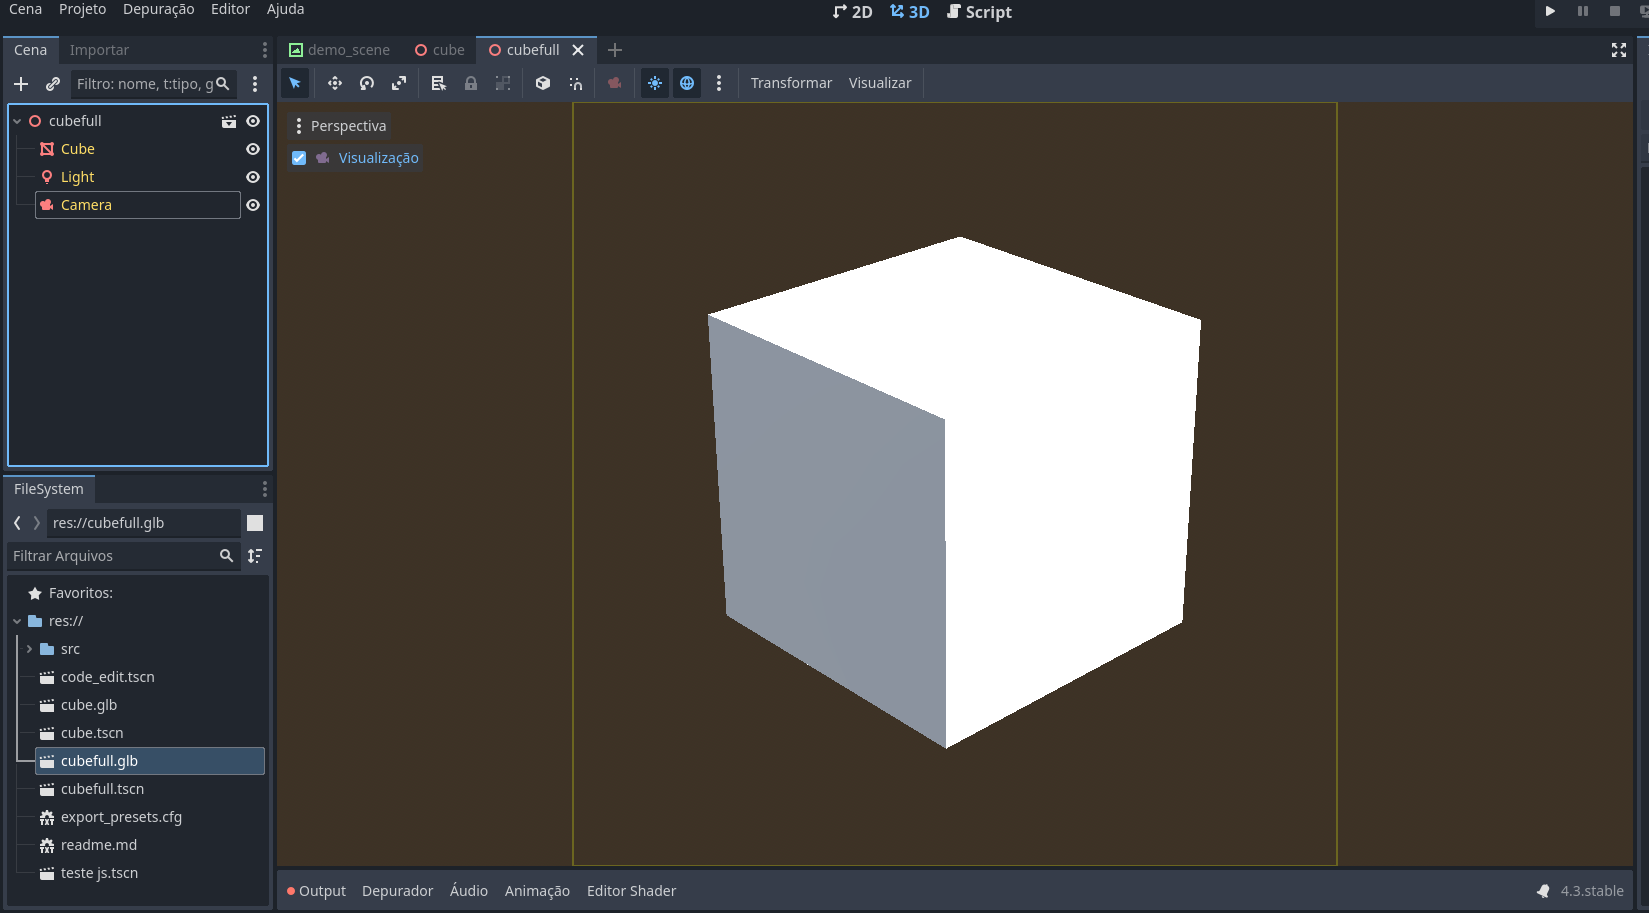 Cena Projeto Depuração Editor Ajuda
2D 3D Script
Cena Importar
demo_scene cube cubefull
Filtro: nome, t:tipo, g
Transformar Visualizar
cubefull
Cube
Light
Camera
Perspectiva
Visualização
FileSystem
res://cubefull.glb
Filtrar Arquivos
Favoritos:
res://
src
code_edit.tscn
cube.glb
cube.tscn
cubefull.glb
cubefull.tscn
export_presets.cfg
readme.md
teste js.tscn
Output Depurador Áudio Animação Editor Shader
4.3.stable